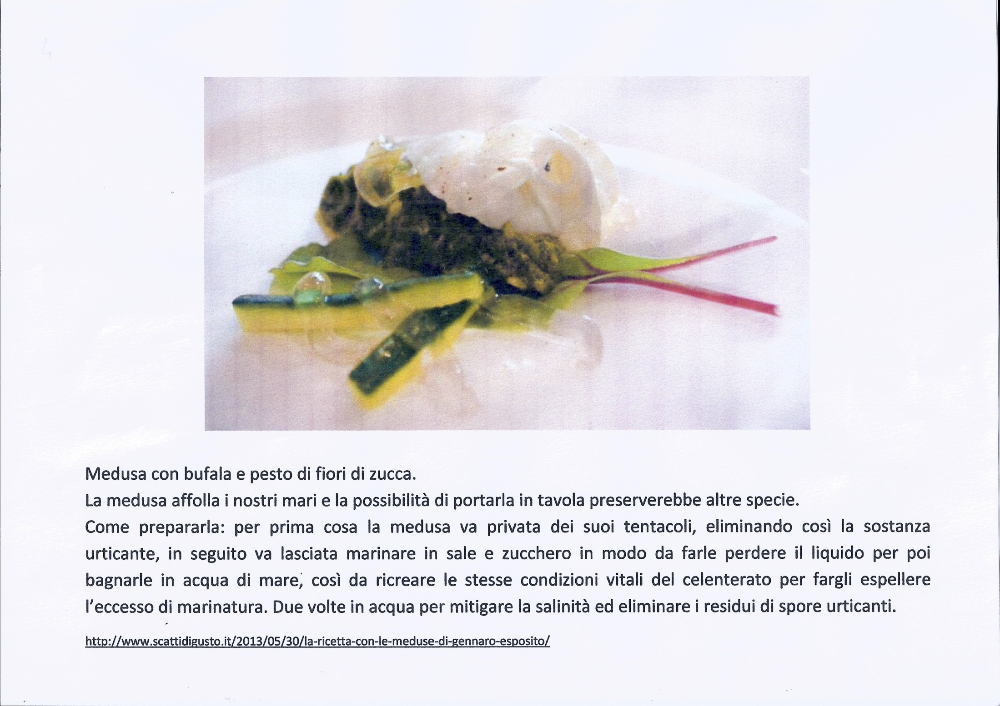 Medusa con bufala e pesto di fiori di zucca.
La medusa affolla i nostri mari e la possibilità di portarla in tavola preserverebbe altre specie.
Come prepararla: per prima cosa la medusa va privata dei suoi tentacoli, eliminando così la sostanza
urticante, in seguito va lasciata marinare in sale e zucchero in modo da farle perdere il liquido per poi
bagnarle in acqua di mare, così da ricreare le stesse condizioni vitali del celenterato per fargli espellere
l'eccesso di marinatura. Due volte in acqua per mitigare la salinità ed eliminare i residui di spore urticanti.
http://www.scattidigusto.it/2013/05/30/la-ricetta-con-le-meduse-di-gennaro-esposito/